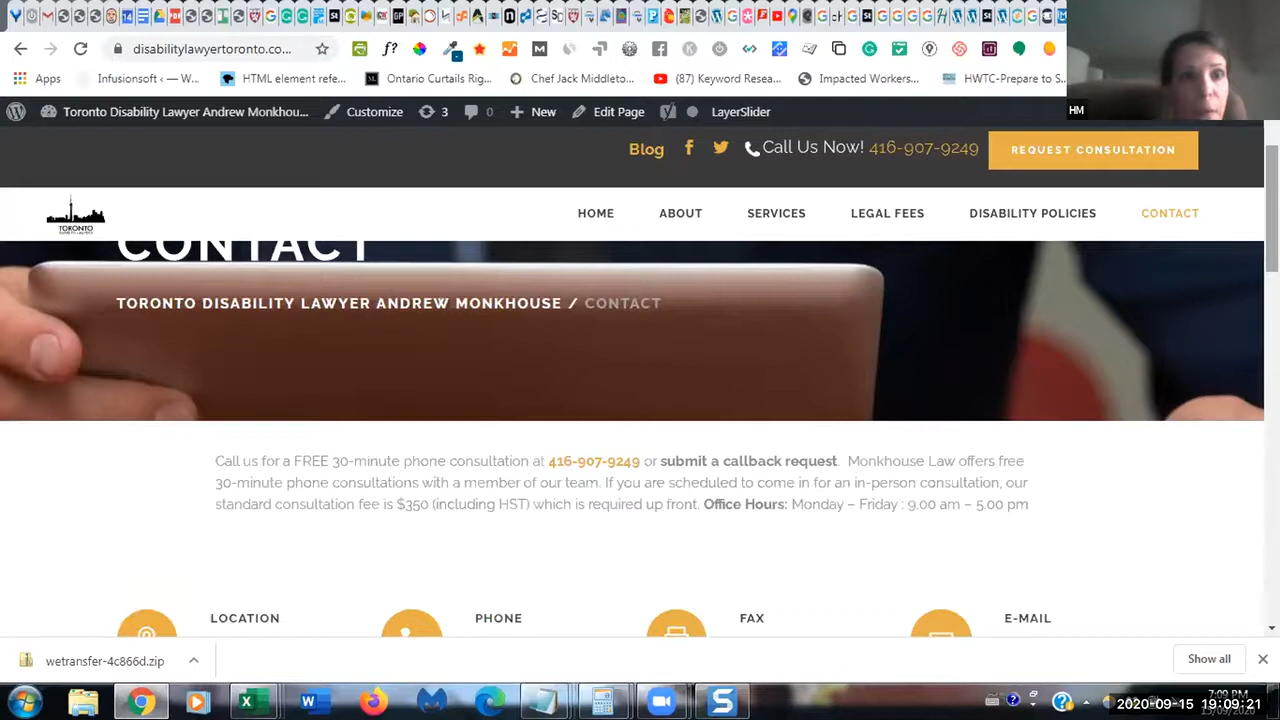 disabilitylawyertoronto.co...
Apps
Infusionsoft ‹ — W...
HTML element refe...
Ontario Curtails Rig...
Chef Jack Middleto...
(87) Keyword Resea...
Impacted Workers...
HWTC-Prepare to S...
HM
Toronto Disability Lawyer Andrew Monkhou...
Customize
3
0
New
Edit Page
LayerSlider
Blog
Call Us Now! 416-907-9249
REQUEST CONSULTATION
TORONTO
HOME
ABOUT
SERVICES
LEGAL FEES
DISABILITY POLICIES
CONTACT
CONTACT
TORONTO DISABILITY LAWYER ANDREW MONKHOUSE / CONTACT
Call us for a FREE 30-minute phone consultation at 416-907-9249 or submit a callback request. Monkhouse Law offers free
30-minute phone consultations with a member of our team. If you are scheduled to come in for an in-person consultation, our
standard consultation fee is $350 (including HST) which is required up front. Office Hours: Monday – Friday : 9.00 am – 5.00 pm
LOCATION
PHONE
FAX
E-MAIL
wetransfer-4c866d.zip
Show all
7:09 PM
2020-09-15 19:09:21